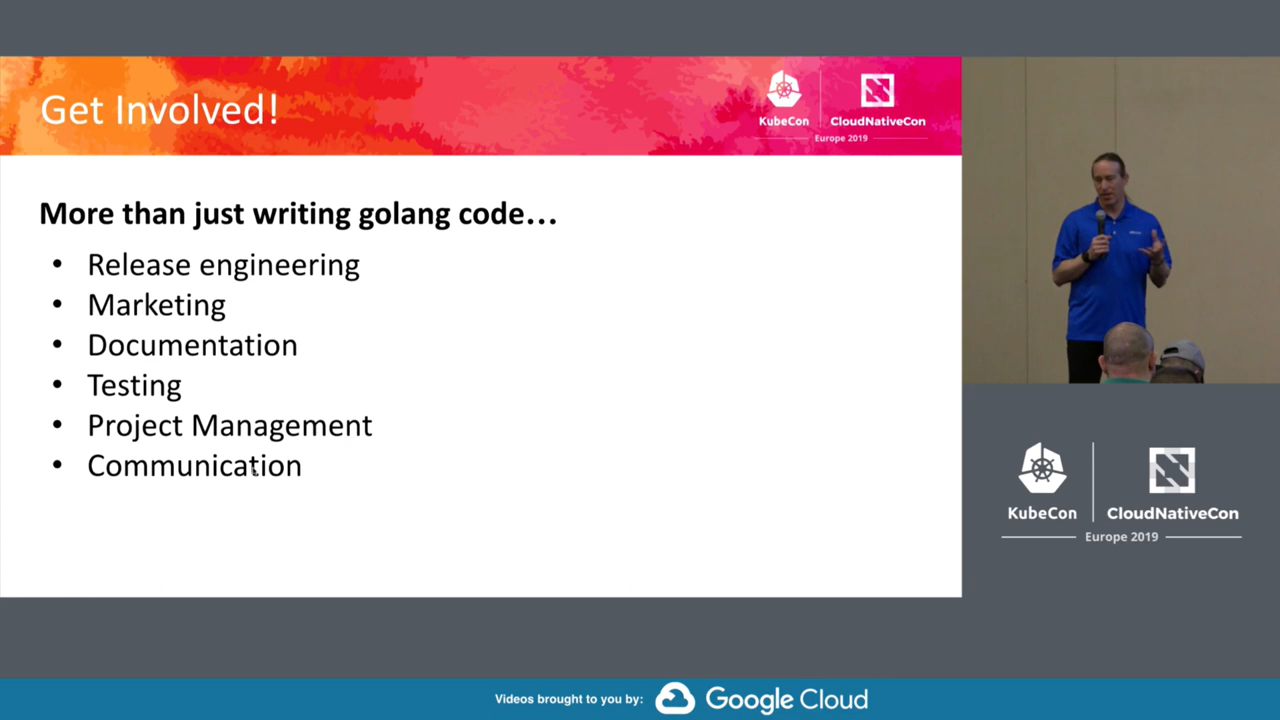 Get Involved!
KubeCon
CloudNativeCon
Europe 2019
More than just writing golang code...
• Release engineering
• Marketing
• Documentation
• Testing
• Project Management
• Communication
KubeCon
CloudNativeCon
Europe 2019
Videos brought to you by:
Google Cloud